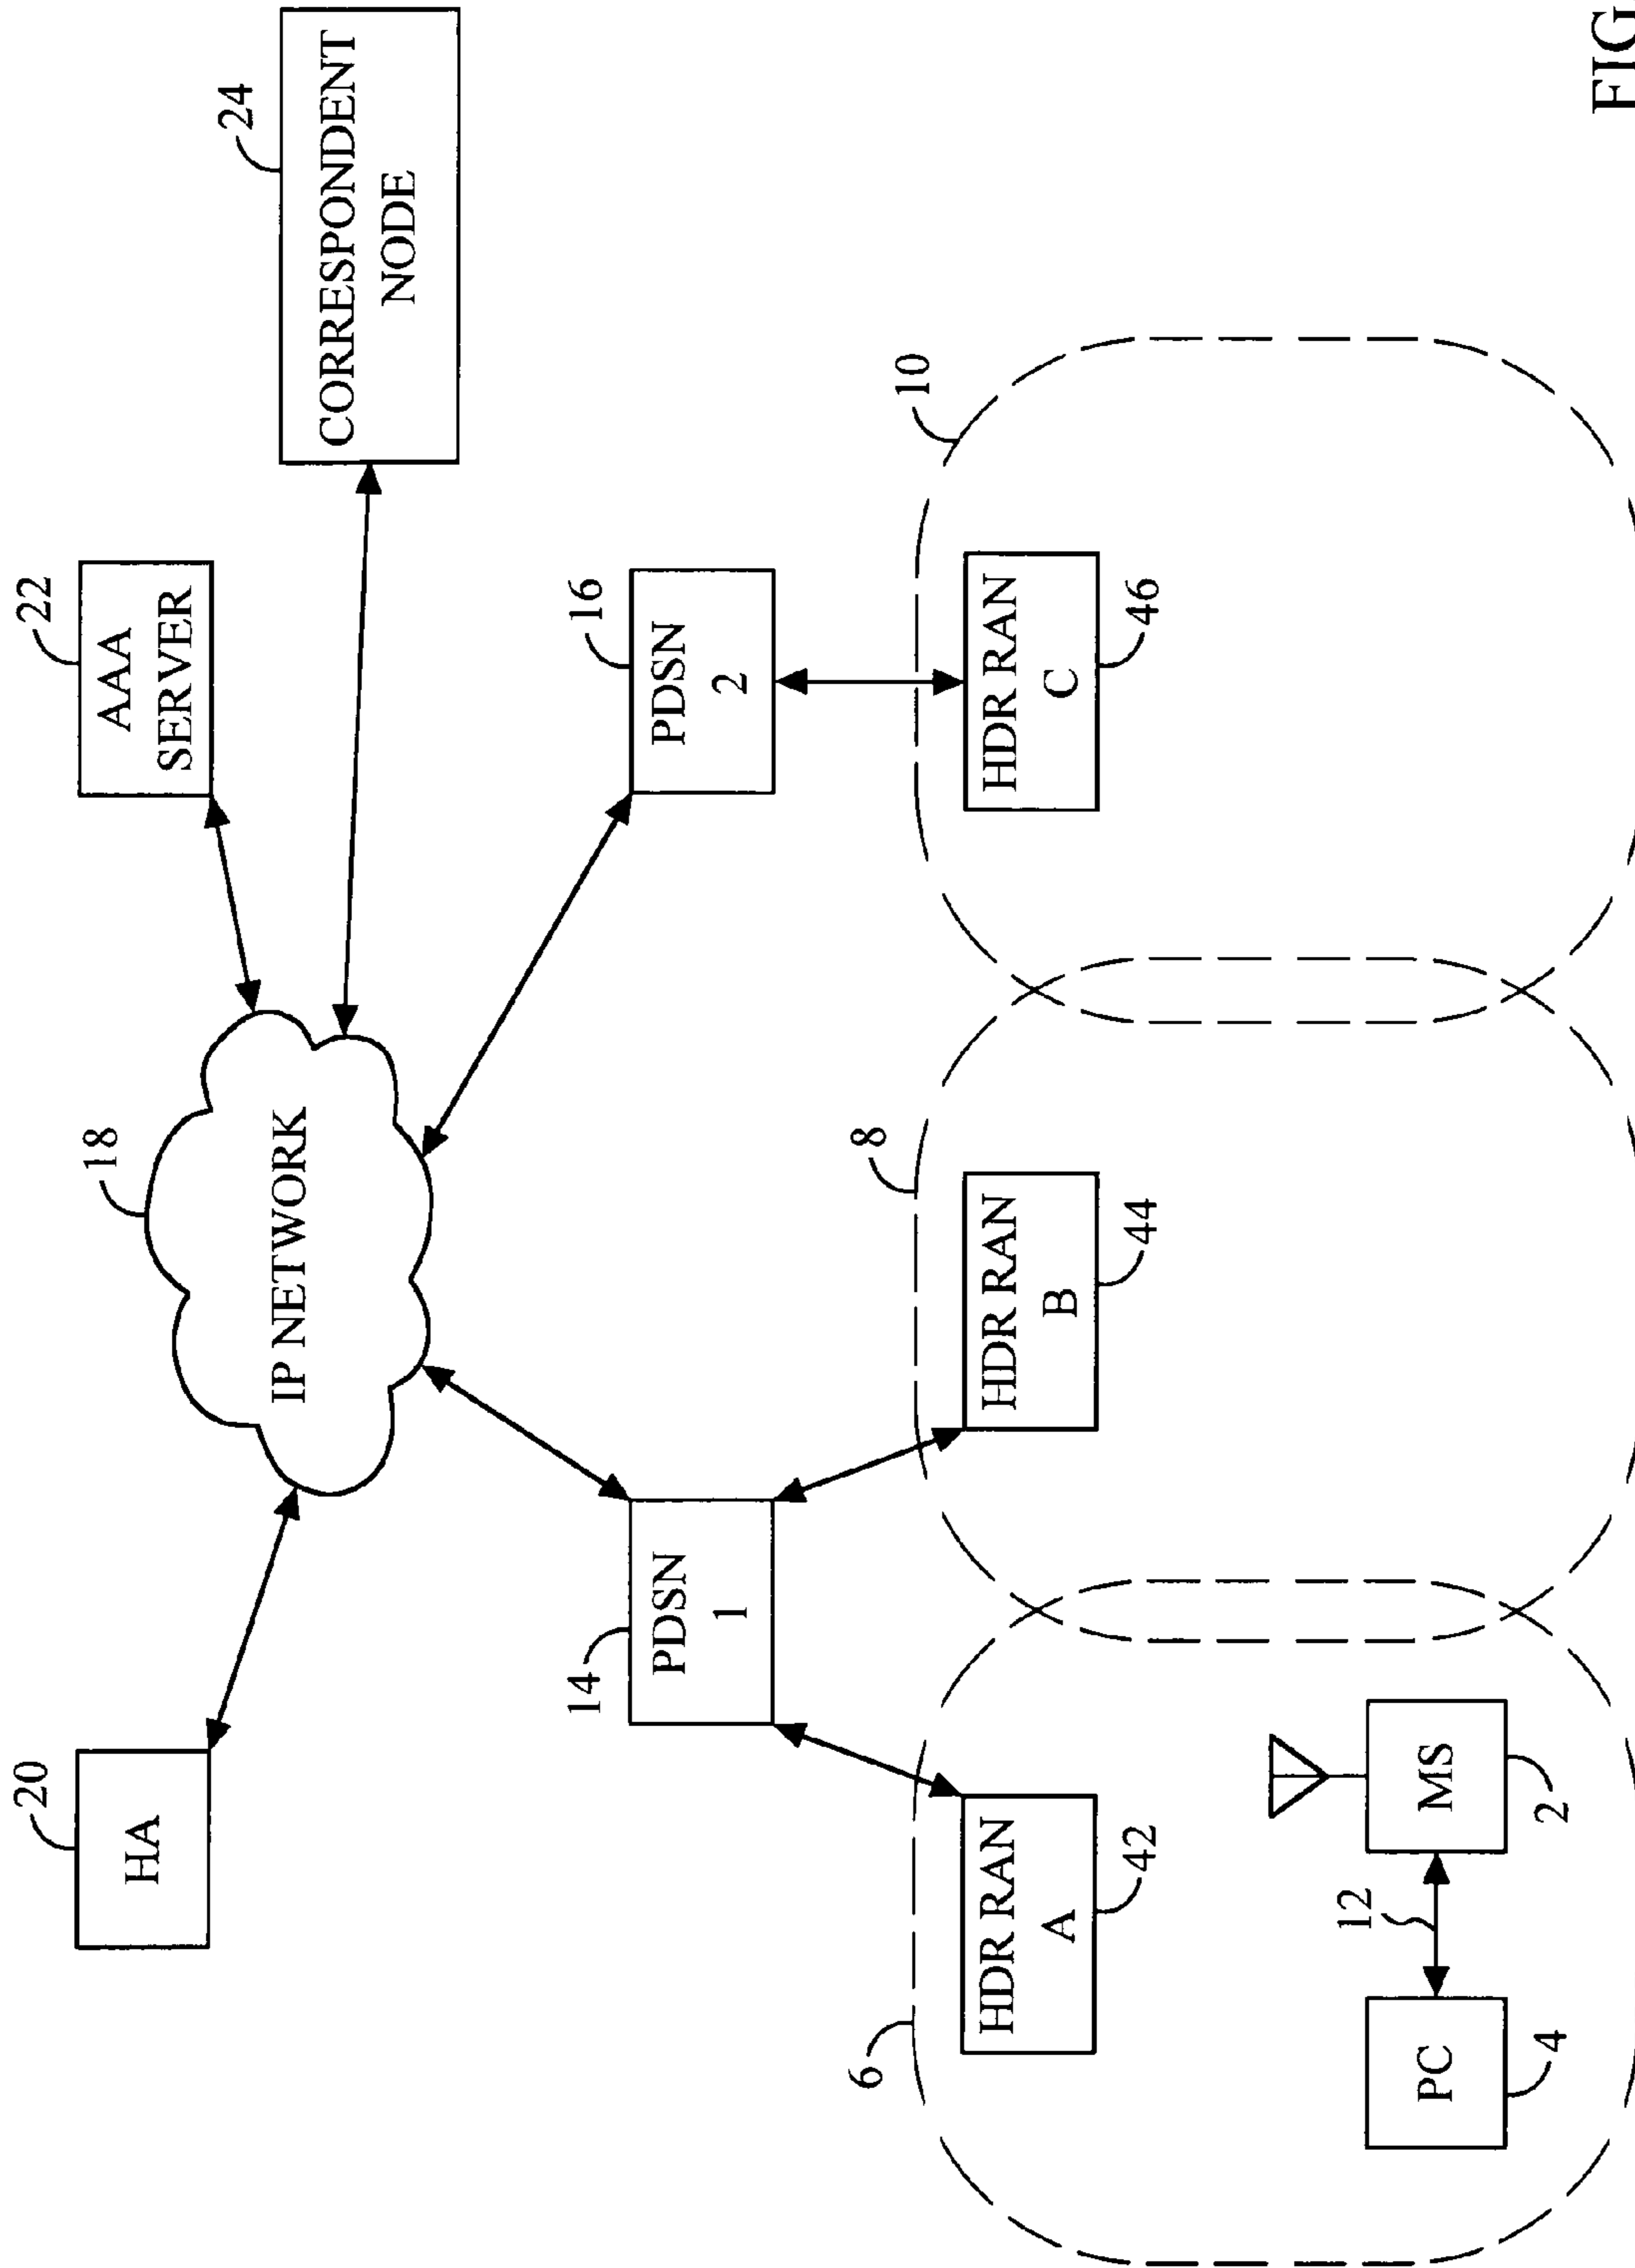 20
HA
18
IP NETWORK
22
AAA
SERVER
24
CORRESPONDENT
NODE
14
PDSN
1
16
PDSN
2
6
HDR RAN
A
42
8
HDR RAN
B
44
10
HDR RAN
C
46
PC
4
12
MS
2
FIG